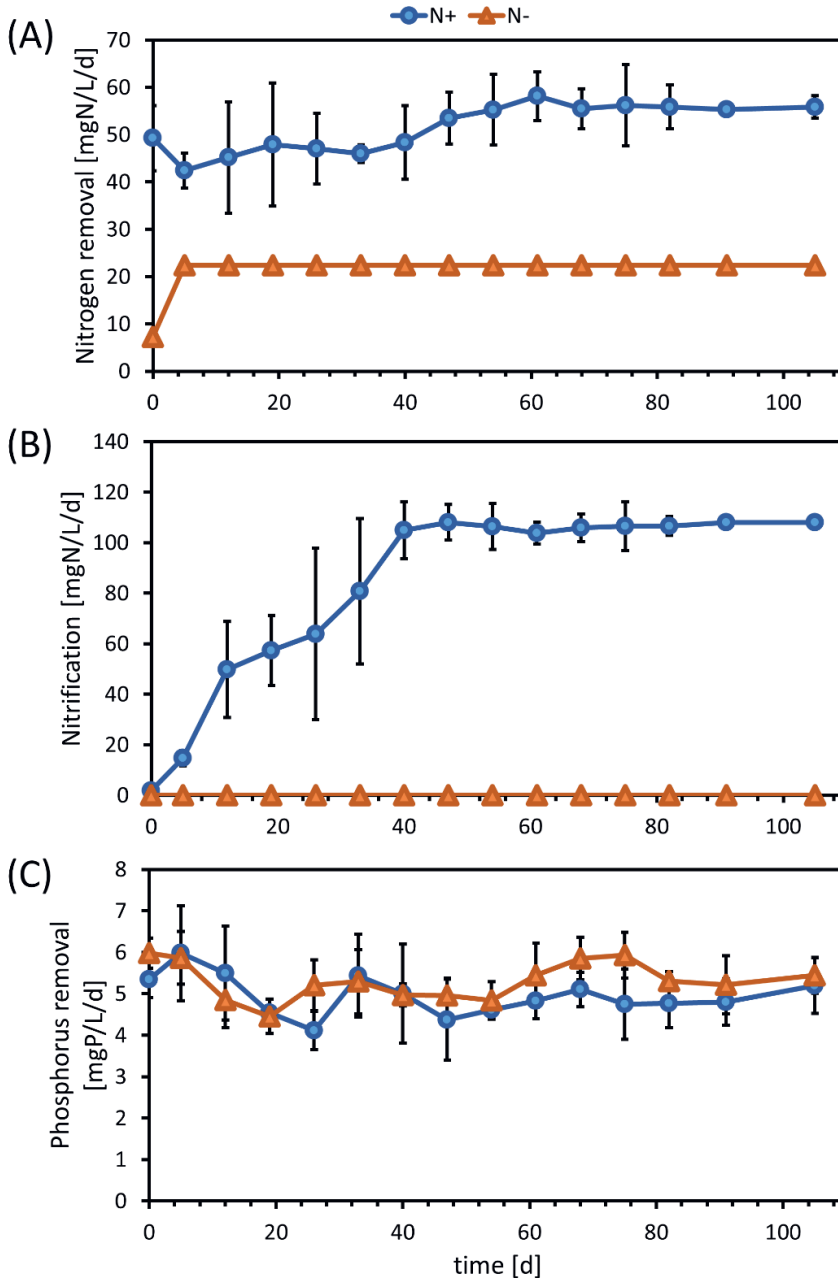 N+ N-
(A)
Nitrogen removal [mgN/L/d]
70
60
50
40
30
20
10
0
0 20 40 60 80 100
(B)
Nitrification [mgN/L/d]
140
120
100
80
60
40
20
0
0 20 40 60 80 100
(C)
Phosphorus removal
[mgP/L/d]
8
7
6
5
4
3
2
1
0
0 20 40 60 80 100
time [d]